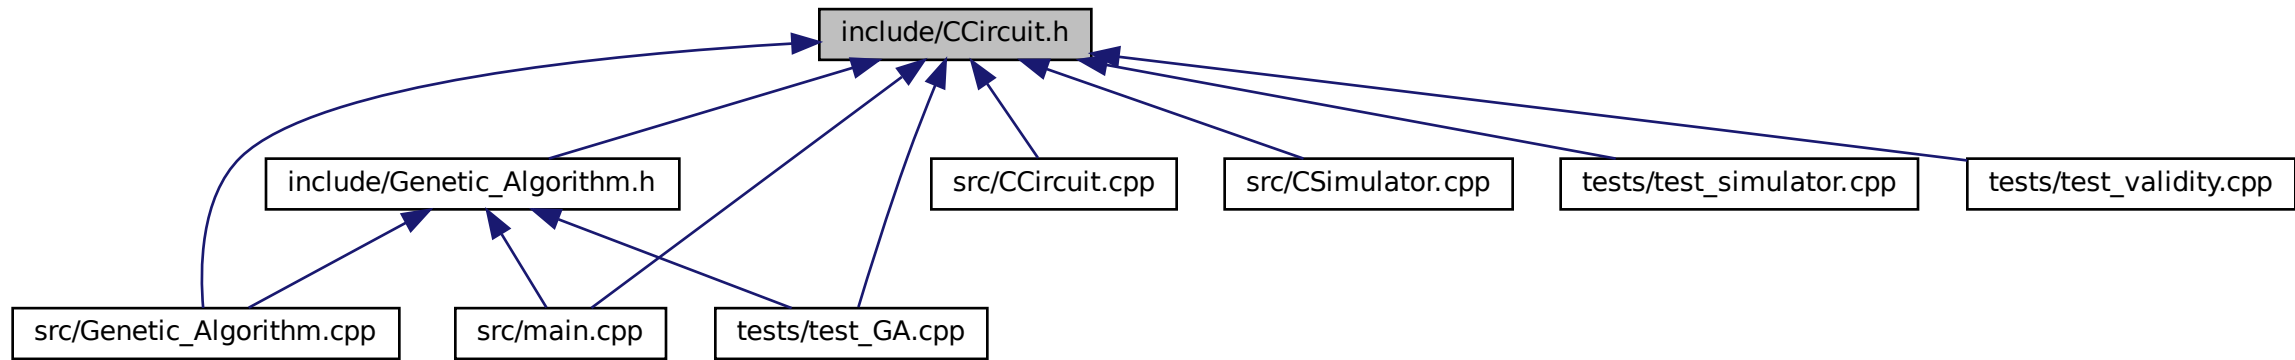 include/CCircuit.h
include/Genetic_Algorithm.h
src/CCircuit.cpp
src/CSimulator.cpp
tests/test_simulator.cpp
tests/test_validity.cpp
src/Genetic_Algorithm.cpp
src/main.cpp
tests/test_GA.cpp